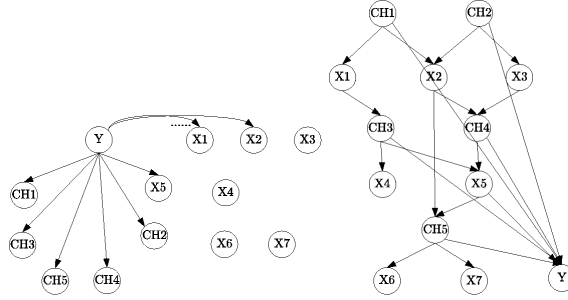 CH1 CH2
X1 X2 X3
Y ...... X1 X2 X3 CH3 CH4
CH1 X5 X4 X4 X5
CH3 CH2 X6 X7 CH5
CH5 CH4 X6 X7 Y